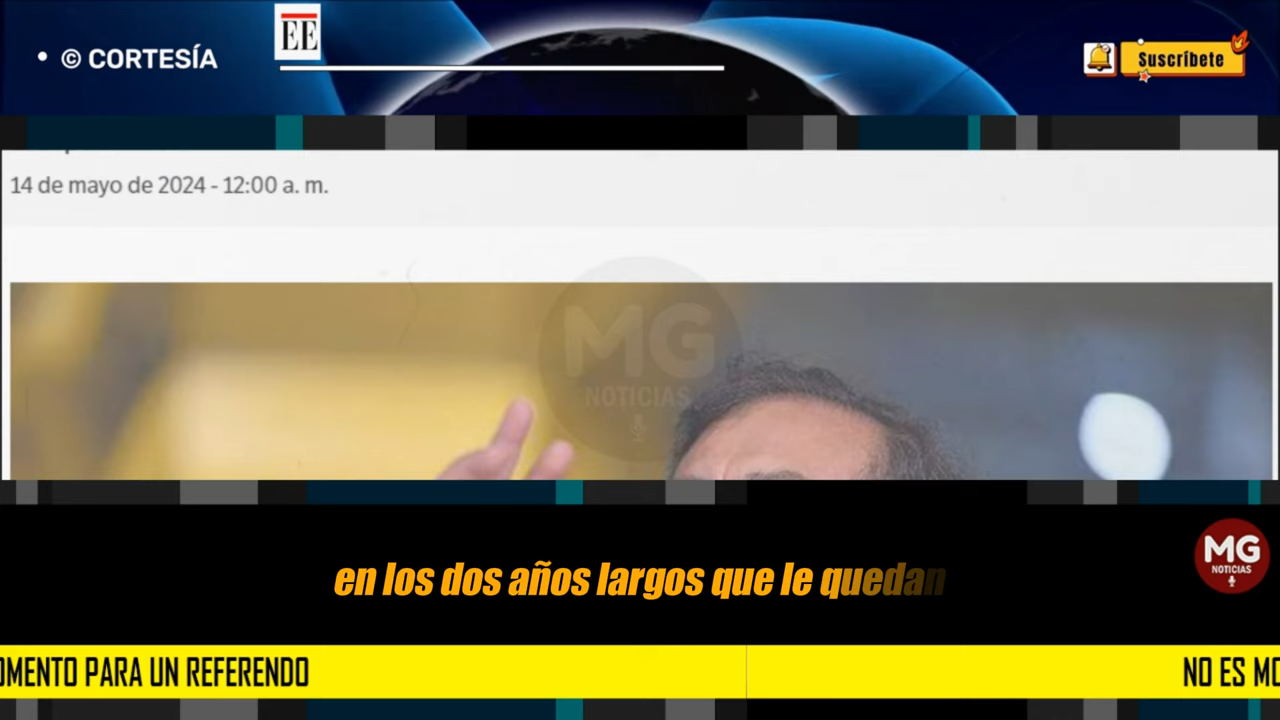 • © CORTESÍA
EE
Suscríbete
14 de mayo de 2024 - 12:00 a. m.
MG
NOTICIAS
en los dos años largos que le quedan
MG
NOTICIAS
OMENTO PARA UN REFERENDO
NO ES MO